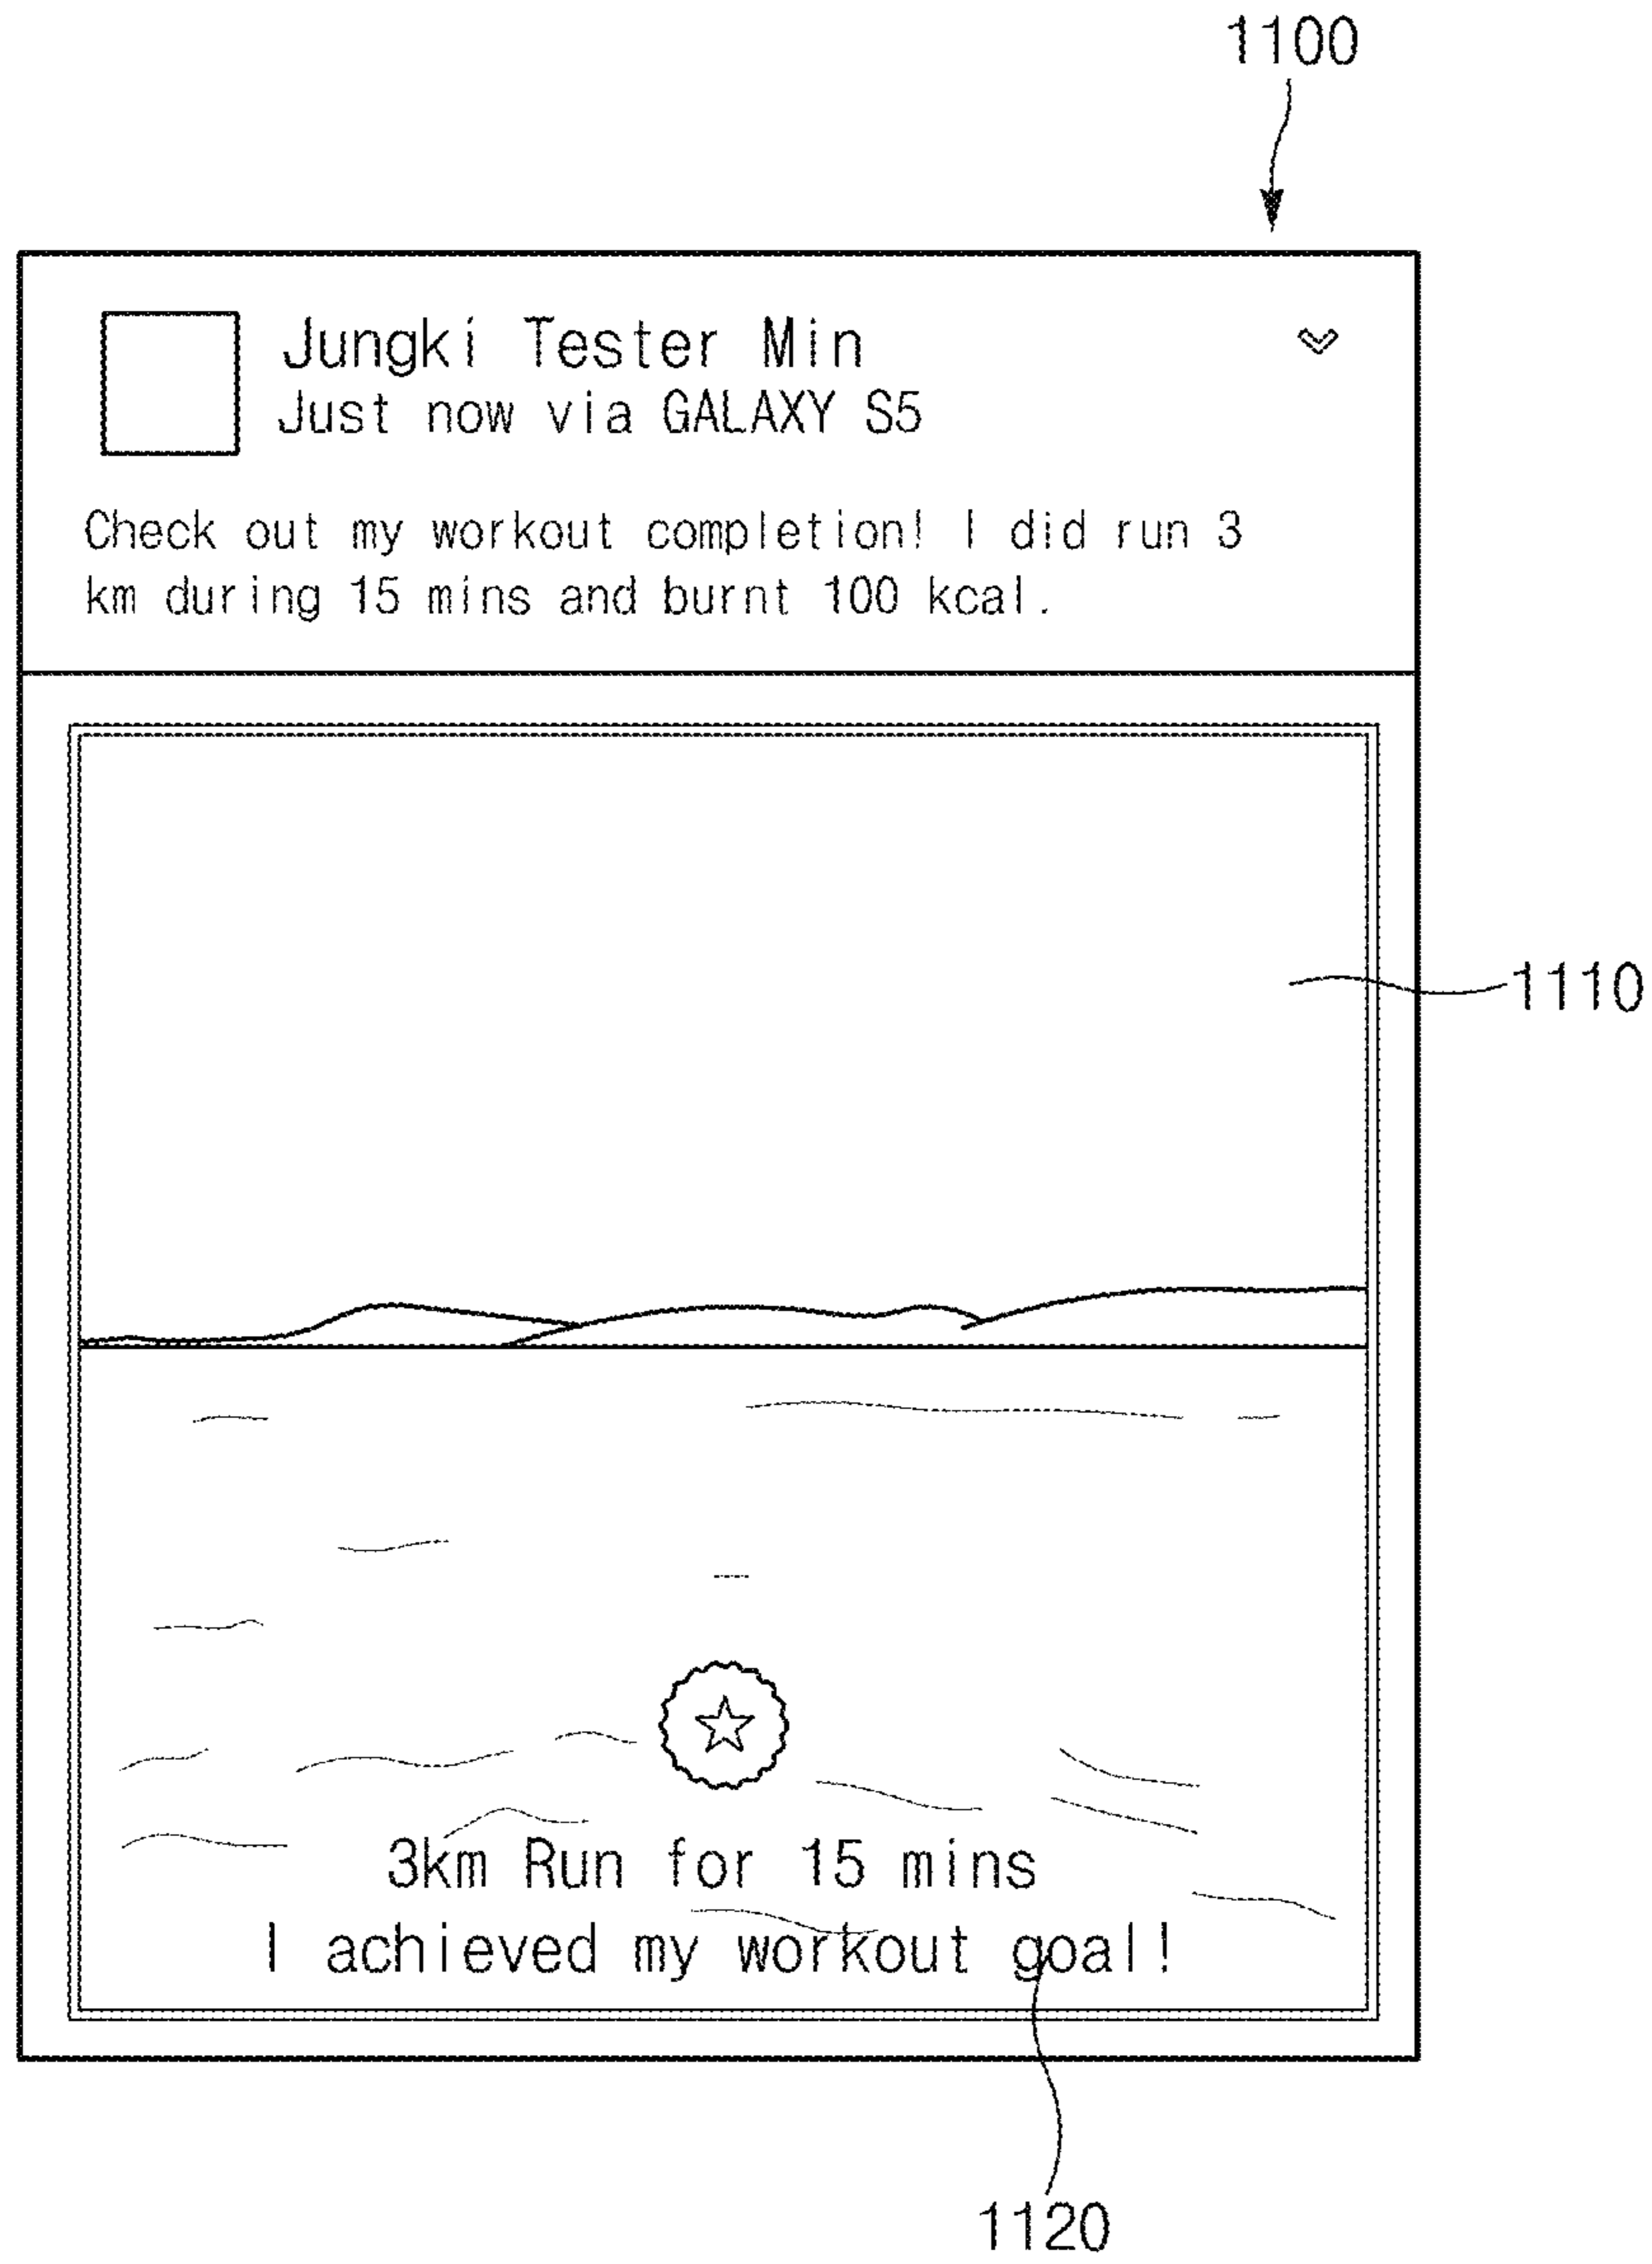 1100
Jungki Tester Min
Just now via GALAXY S5
Check out my workout completion! I did run 3
km during 15 mins and burnt 100 kcal.
1110
3km Run for 15 mins
I achieved my workout goal!
1120